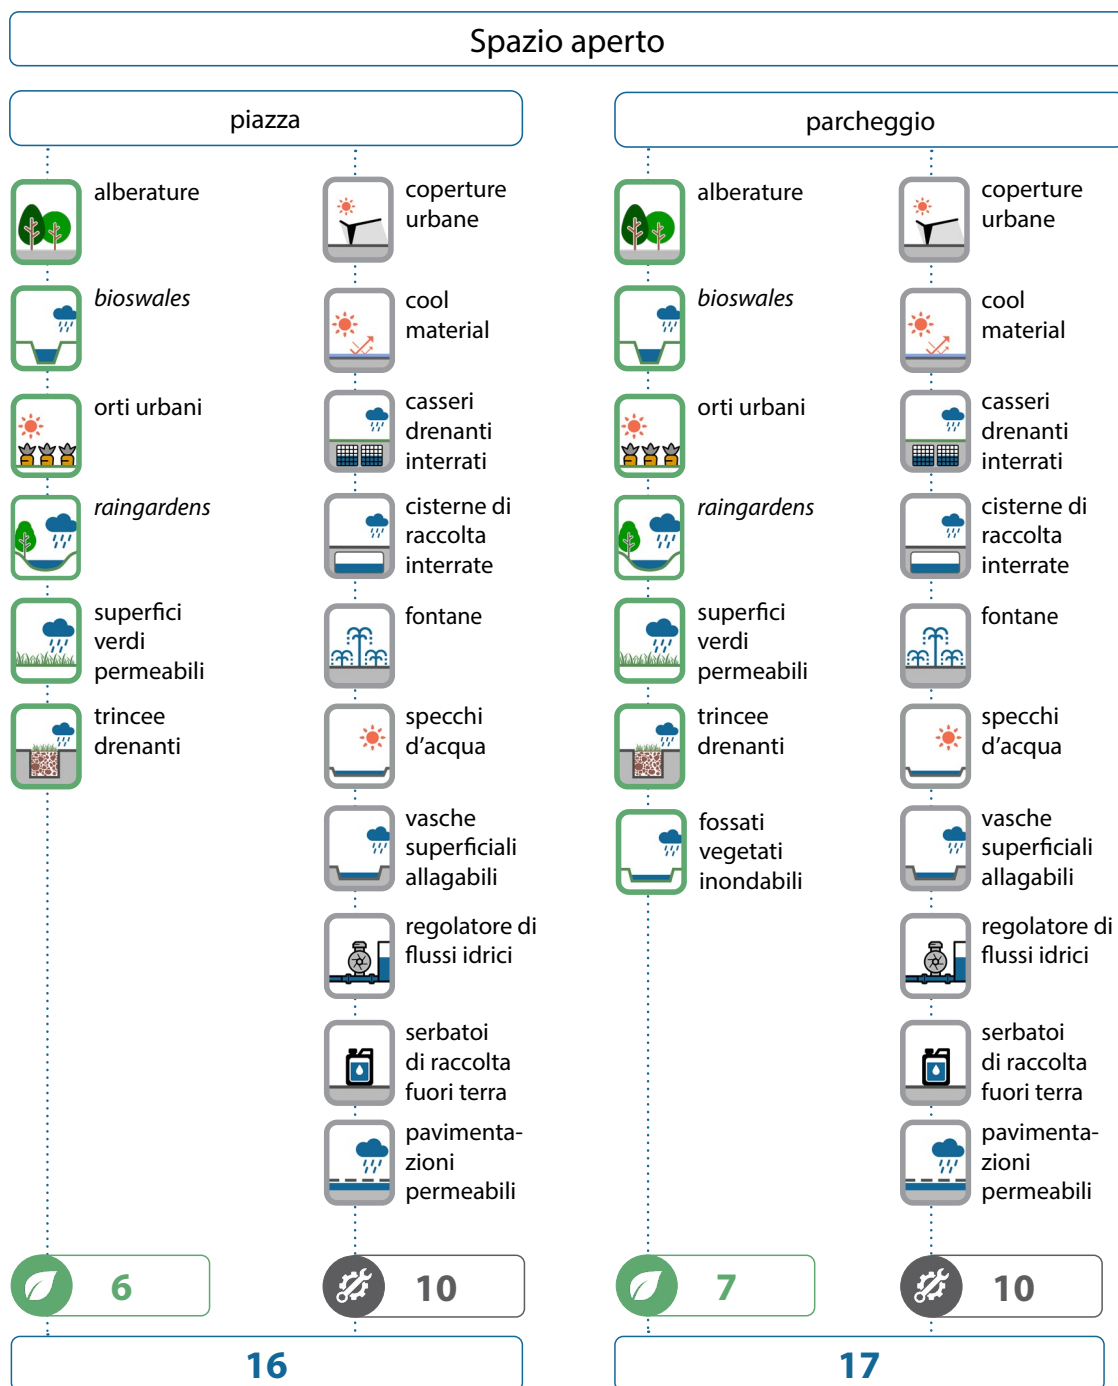 Spazio aperto
piazza
alberature
bioswales
orti urbani
raingardens
superfici
verdi
permeabili
trincee
drenanti
coperture
urbane
cool
material
casseri
drenanti
interrati
cisterne di
raccolta
interrate
fontane
specchi
d’acqua
vasche
superficiali
allagabili
regolatore di
flussi idrici
serbatoi
di raccolta
fuori terra
pavimenta-
zioni
permeabili
6
10
16
parcheggio
alberature
bioswales
orti urbani
raingardens
superfici
verdi
permeabili
trincee
drenanti
fossati
vegetati
inondabili
coperture
urbane
cool
material
casseri
drenanti
interrati
cisterne di
raccolta
interrate
fontane
specchi
d’acqua
vasche
superficiali
allagabili
regolatore di
flussi idrici
serbatoi
di raccolta
fuori terra
pavimenta-
zioni
permeabili
7
10
17